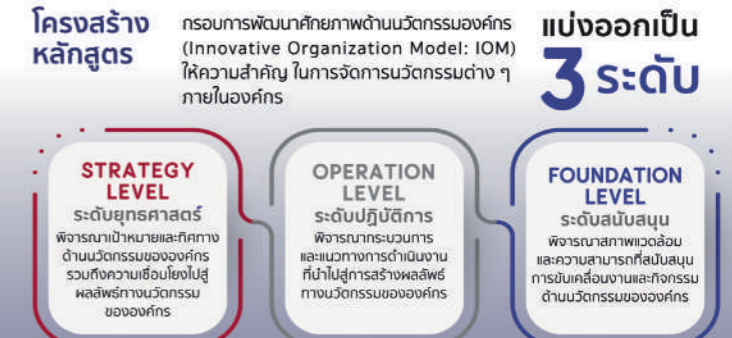 โครงสร้าง
หลักสูตร
กรอบการพัฒนาศักยภาพด้านนวัตกรรมองค์กร
(Innovative Organization Model: IOM)
ให้ความสำคัญ ในการจัดการนวัตกรรมต่าง ๆ
ภายในองค์กร
แบ่งออกเป็น
3 ระดับ
STRATEGY
LEVEL
ระดับยุทธศาสตร์
พิจารณาเป้าหมายและทิศทาง
ด้านนวัตกรรมขององค์กร
รวมถึงความเชื่อมโยงไปสู่
ผลลัพธ์ทางนวัตกรรม
ขององค์กร
OPERATION
LEVEL
ระดับปฏิบัติการ
พิจารณากระบวนการ
และแนวทางการดำเนินงาน
ที่นำไปสู่การสร้างผลลัพธ์
ทางนวัตกรรมขององค์กร
FOUNDATION
LEVEL
ระดับสนับสนุน
พิจารณาสภาพแวดล้อม
และความสามารถที่สนับสนุน
การขับเคลื่อนงานและกิจกรรม
ด้านนวัตกรรมขององค์กร